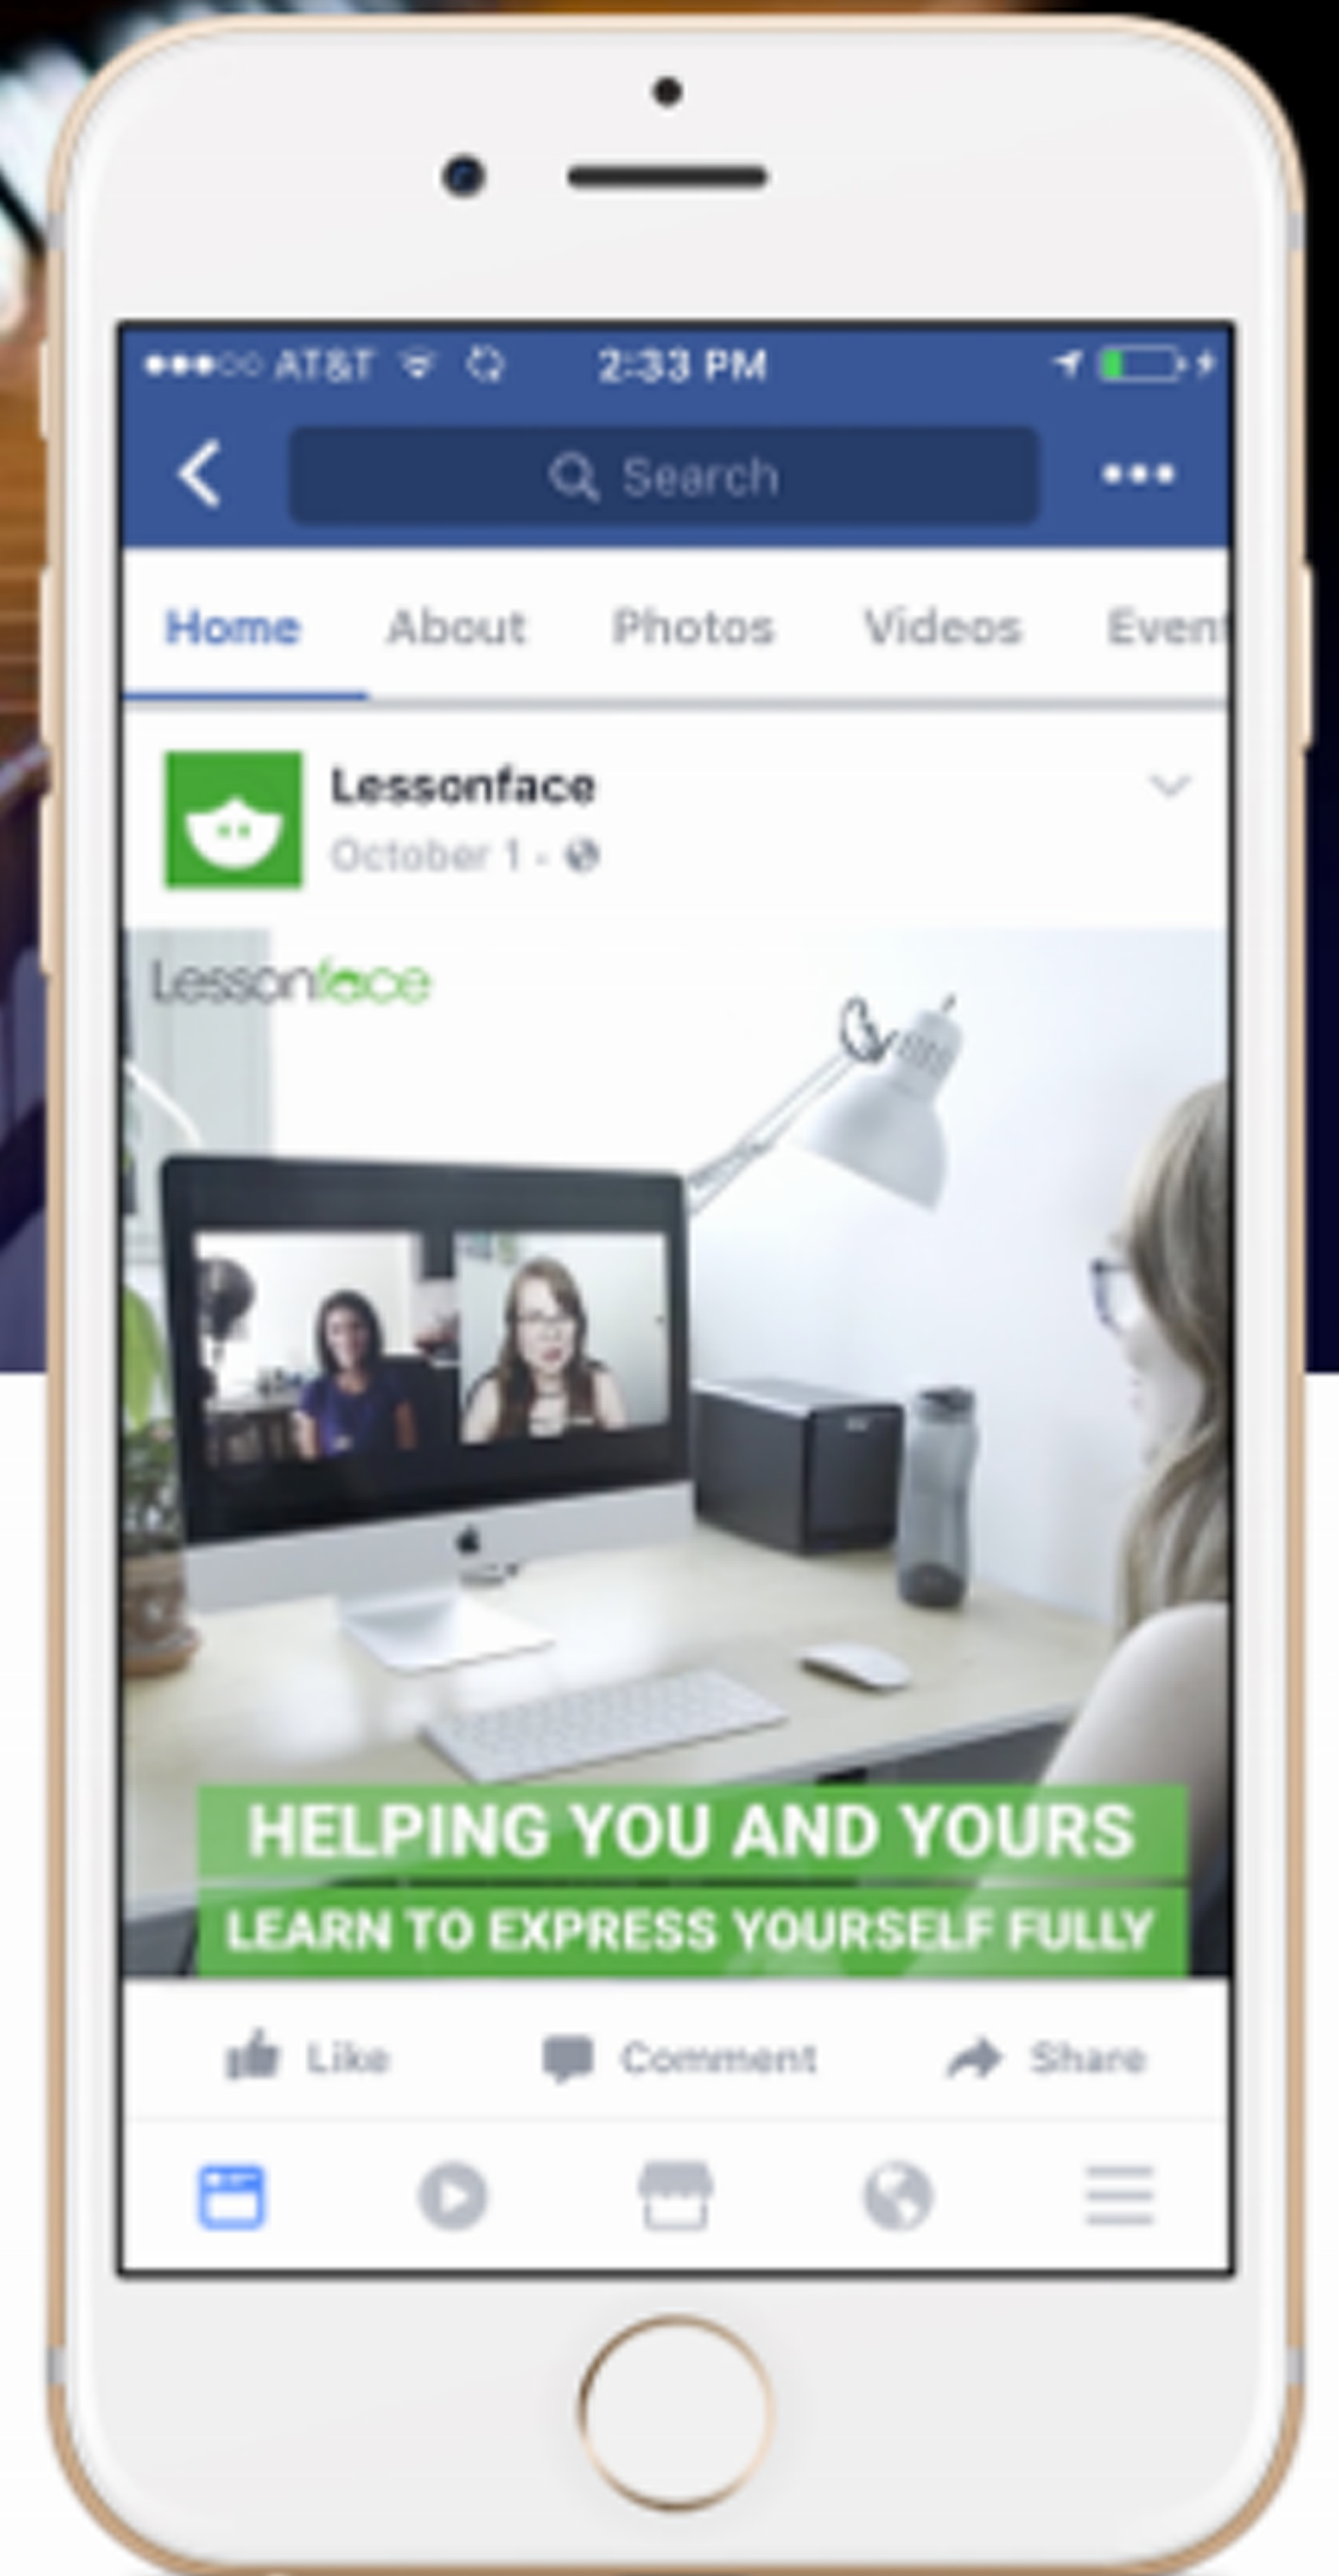 AT&T 2:33 PM
Search
Home About Photos Videos Event
Lessonface
October 1 ·
Lessonface
HELPING YOU AND YOURS
LEARN TO EXPRESS YOURSELF FULLY
Like Comment Share